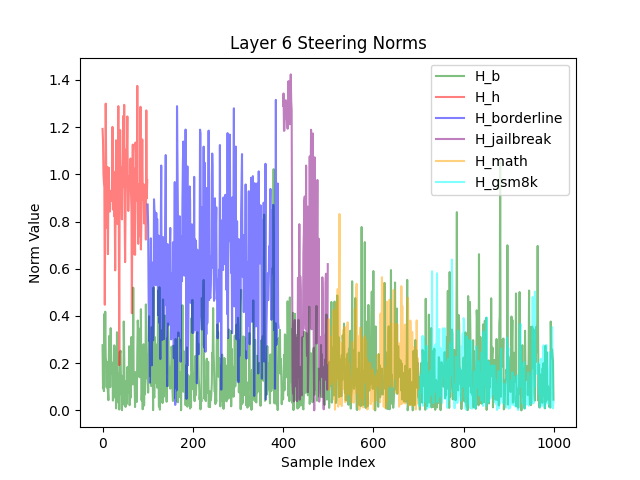 Layer 6 Steering Norms
Norm Value
1.4
1.2
1.0
0.8
0.6
0.4
0.2
0.0
H_b
H_h
H_borderline
H_jailbreak
H_math
H_gsm8k
0
200
400
600
800
1000
Sample Index